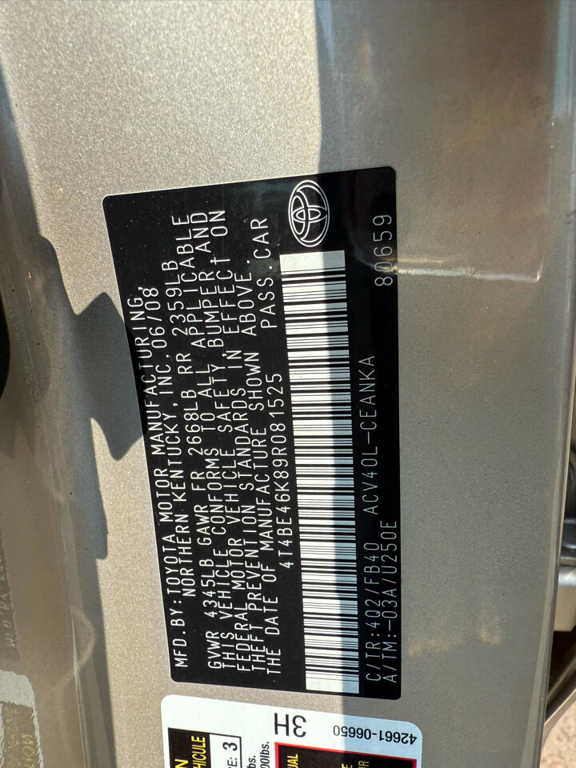 MFD.BY:TOYOTA MOTOR MANUFACTURING,
NORTHERN KENTUCKY, INC.06/08
GVWR 4345LB GAWR FR 2668LB RR 2359LB
THIS VEHICLE CONFORMS TO ALL APPLICABLE
FEDERAL MOTOR VEHICLE SAFETY, BUMPER AND
THEFT PREVENTION STANDARDS IN EFFECT ON
THE DATE OF MANUFACTURE SHOWN ABOVE.
4T4BE46K89R081525 PASS.CAR
C/TR:4Q2/FB40 ACV40L-CEANKA
A/TM:-03A/U250E 80659
42661-06650
3H